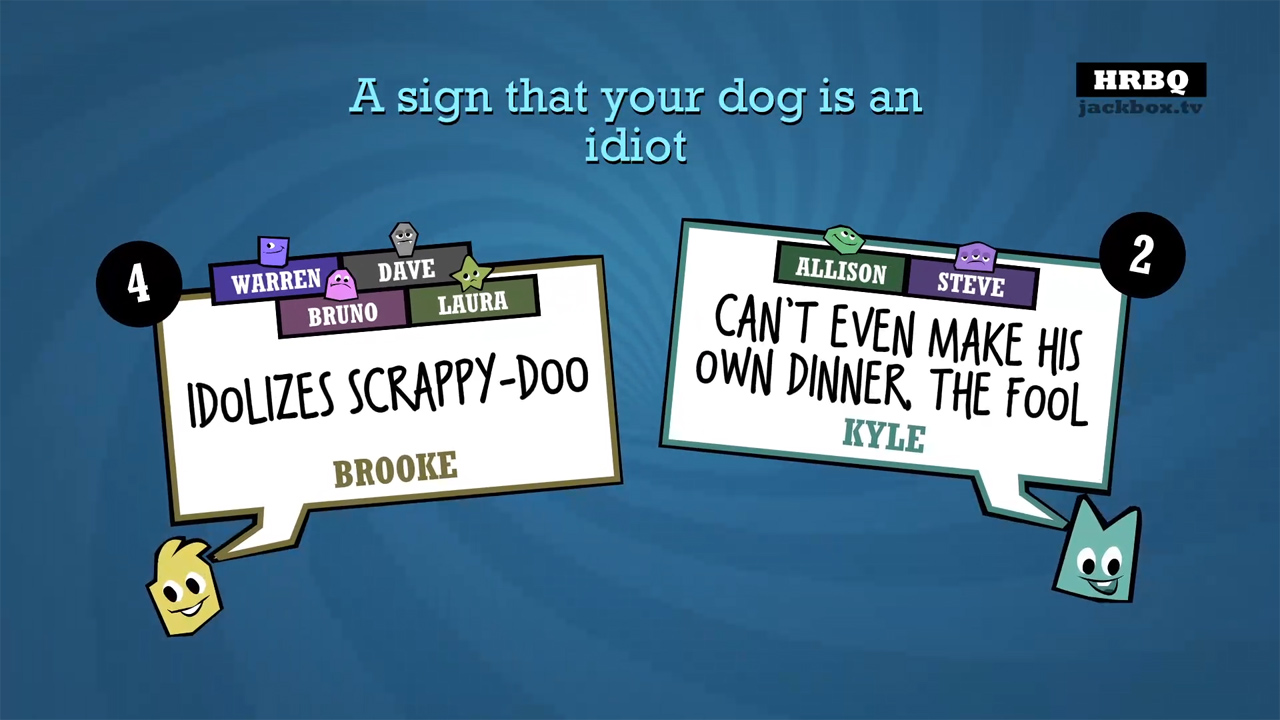 A sign that your dog is an
idiot
HRBQ
jackbox.tv
4
WARREN
DAVE
BRUNO
LAURA
IDOLIZES SCRAPPY-DOO
BROOKE
2
ALLISON
STEVE
CAN'T EVEN MAKE HIS
OWN DINNER, THE FOOL
KYLE